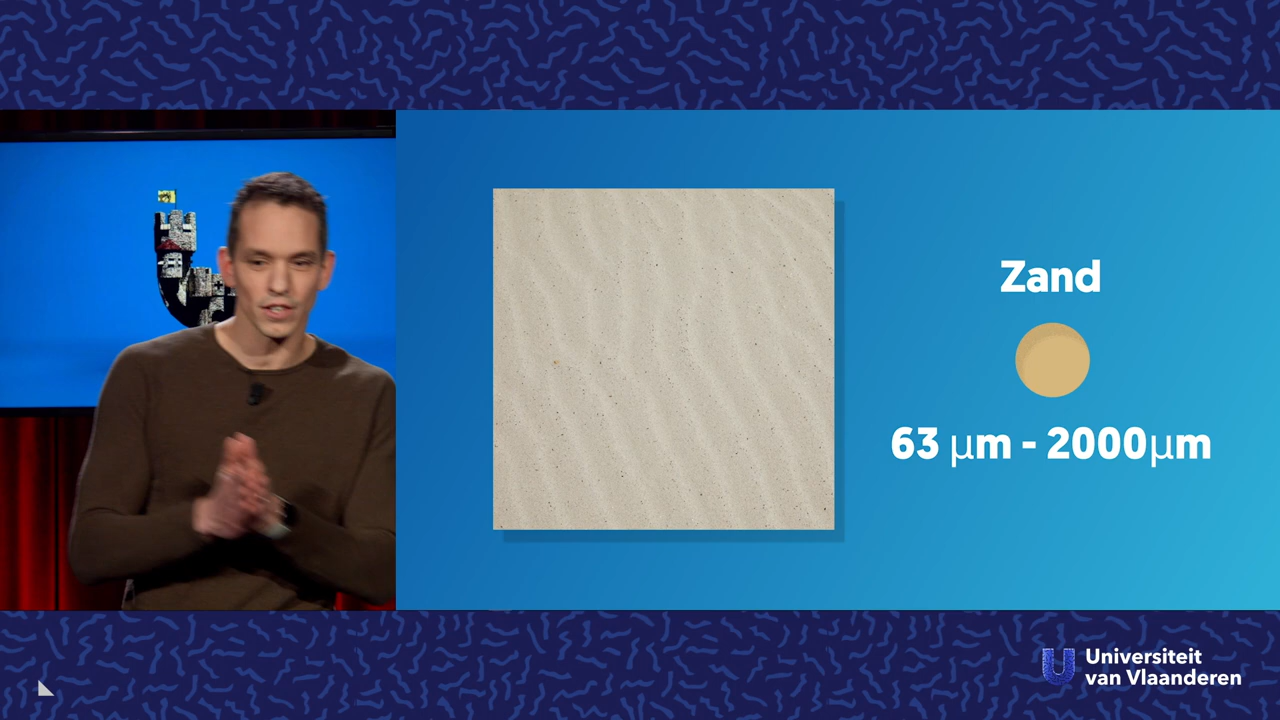 Zand
63 µm - 2000µm
Universiteit
van Vlaanderen